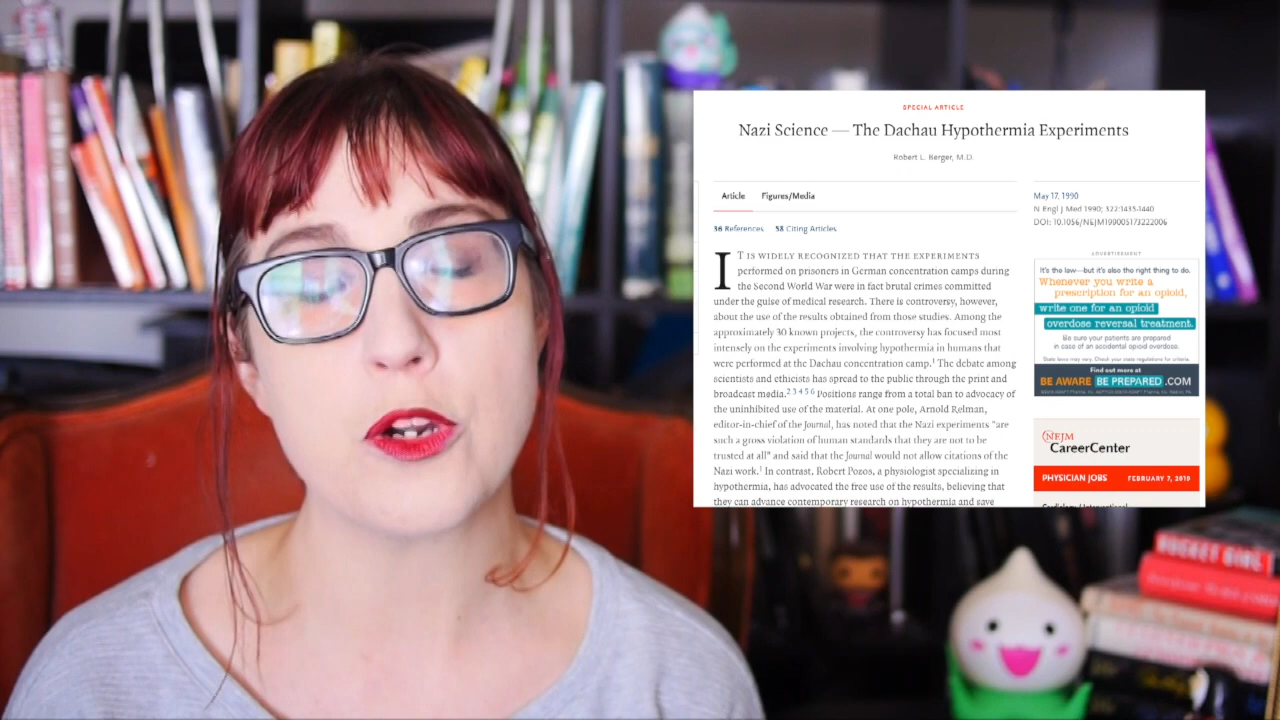 SPECIAL ARTICLE
Nazi Science — The Dachau Hypothermia Experiments
Robert L. Berger, M.D.
Article Figures/Media
36 References 58 Citing Articles
IT IS WIDELY RECOGNIZED THAT THE EXPERIMENTS
performed on prisoners in German concentration camps during
the Second World War were in fact brutal crimes committed
under the guise of medical research. There is controversy, however,
about the use of the results obtained from those studies. Among the
approximately 30 known projects, the controversy has focused most
intensely on the experiments involving hypothermia in humans that
were performed at the Dachau concentration camp.1 The debate among
scientists and ethicists has spread to the public through the print and
broadcast media.2 3 4 5 6 Positions range from a total ban to advocacy of
the uninhibited use of the material. At one pole, Arnold Relman,
editor-in-chief of the Journal, has noted that the Nazi experiments "are
such a gross violation of human standards that they are not to be
trusted at all" and said that the Journal would not allow citations of the
Nazi work.1 In contrast, Robert Pozos, a physiologist specializing in
hypothermia, has advocated the free use of the results, believing that
they can advance contemporary research on hypothermia and save
May 17, 1990
N Engl J Med 1990; 322:1435-1440
DOI: 10.1056/NEJM199005173222006
ADVERTISEMENT
It's the law—but it's also the right thing to do.
Whenever you write a
prescription for an opioid,
write one for an opioid
overdose reversal treatment.
Be sure your patients are prepared
in case of an accidental opioid overdose.
State laws may vary. Check your state regulations for criteria.
Find out more at
BE AWARE BE PREPARED .COM
NEJM
CareerCenter
PHYSICIAN JOBS FEBRUARY 7, 2019